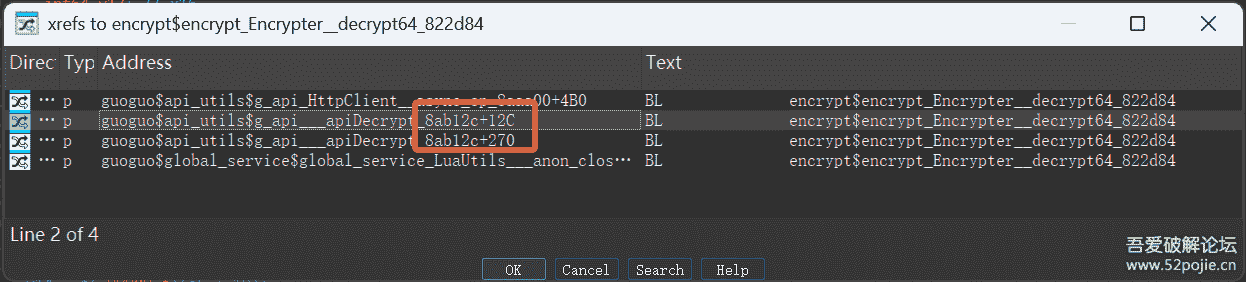 xrefs to encrypt$encrypt_Encrypter__decrypt64_822d84
Direc Typ Address Text
… p guoguo$api_utils$g_api_HttpClient__async_op_8aaa00+4B0 BL encrypt$encrypt_Encrypter__decrypt64_822d84
… p guoguo$api_utils$g_api___apiDecrypt_8ab12c+12C BL encrypt$encrypt_Encrypter__decrypt64_822d84
… p guoguo$api_utils$g_api___apiDecrypt_8ab12c+270 BL encrypt$encrypt_Encrypter__decrypt64_822d84
… p guoguo$global_service$global_service_LuaUtils___anon_clos… BL encrypt$encrypt_Encrypter__decrypt64_822d84
Line 2 of 4
OK Cancel Search Help
吾爱破解论坛
www.52pojie.cn